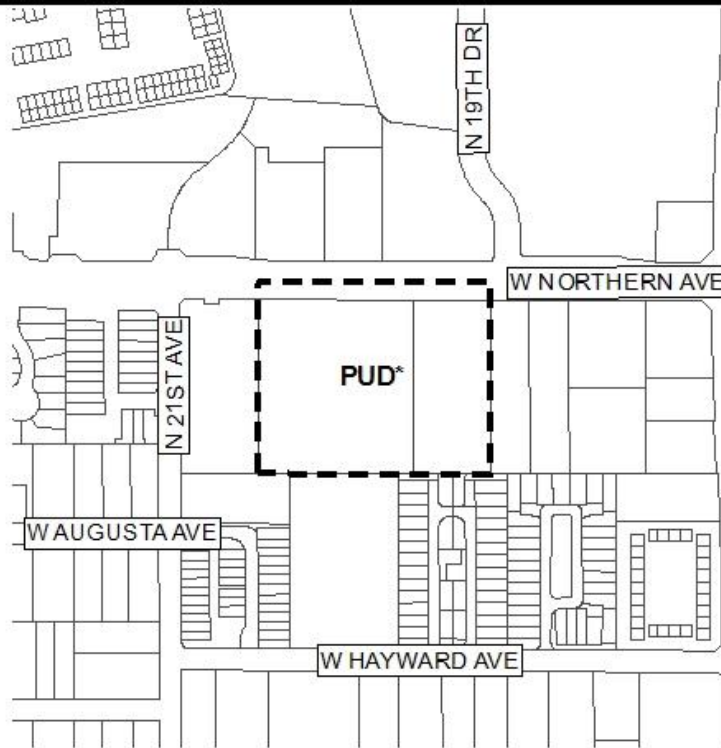 N 19TH DR
W NORTHERN AVE
N 21ST AVE
PUD*
W AUGUSTA AVE
W HAYWARD AVE